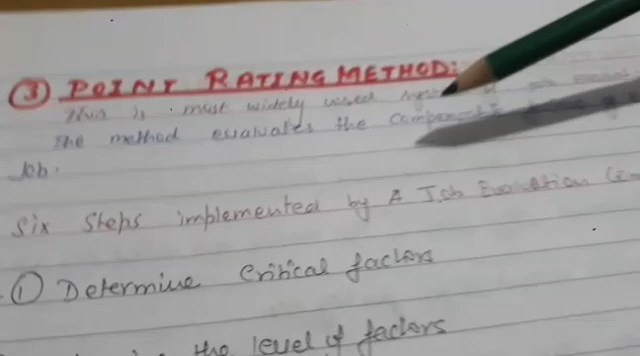 ③ POINT RATING METHOD:
This is most widely used
The method evaluates the
Job.
Six Steps implemented by A Job Evaluation
① Determine Critical factors
the level of factors